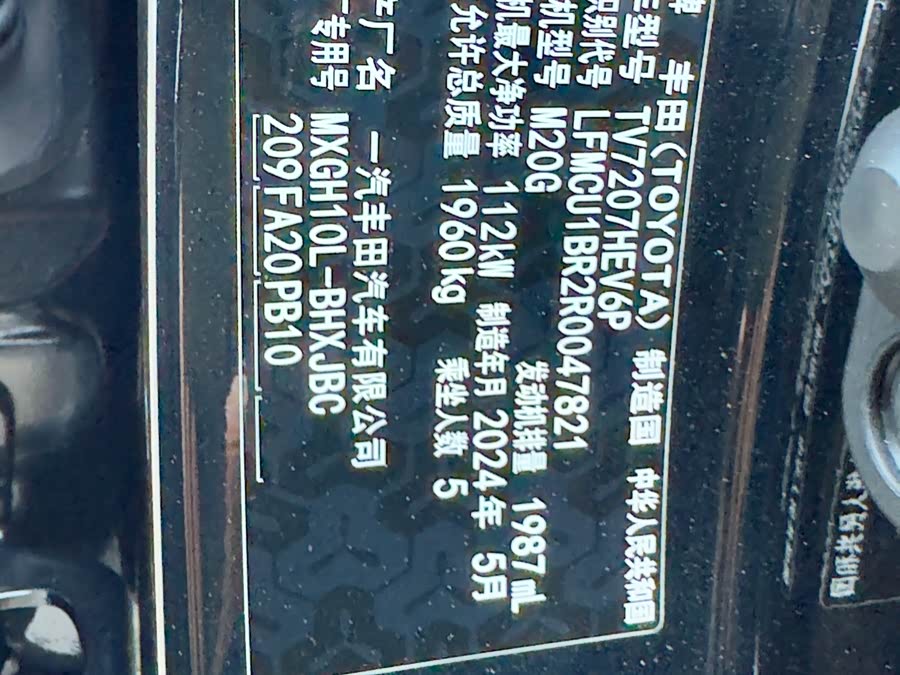 牌 丰田(TOYOTA) 制造国 中华人民共和国
型号 TV7207HEV6P
识别代号 LFMCU1BR2R0047821
机型号 M20G 发动机排量 1987mL
机最大净功率 112kW 制造年月 2024年 5月
允许总质量 1960kg 乘坐人数 5
厂名 一汽丰田汽车有限公司
专用号 MXGH10L-BHXJBC
209FA20PB10